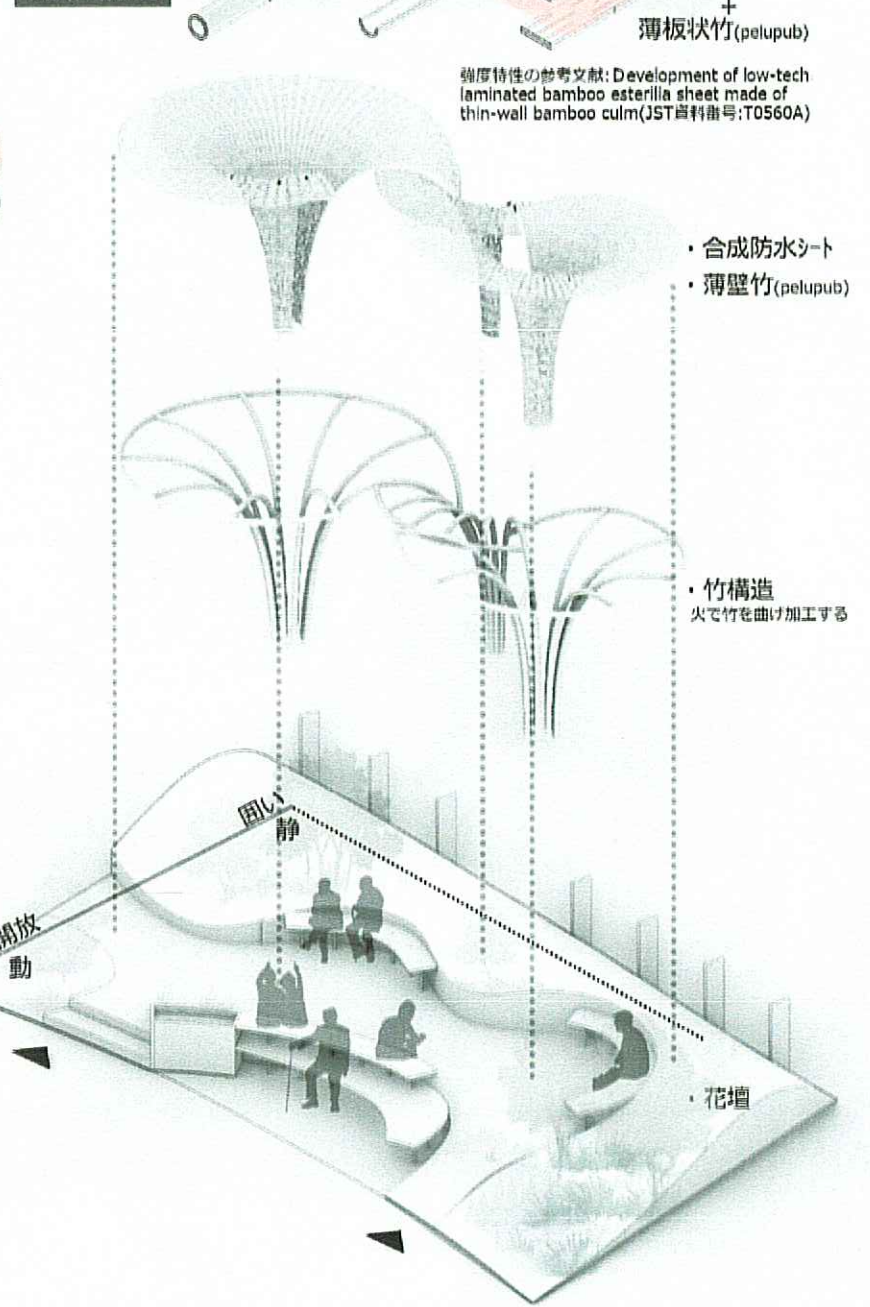 +
薄板状竹(pelupub)
強度特性の参考文献: Development of low-tech
laminated bamboo esterilla sheet made of
thin-wall bamboo culm(JST資料番号:T0560A)
・合成防水シート
・薄壁竹(pelupub)
・竹構造
火で竹を曲げ加工する
囲い
静
開放
動
・花壇